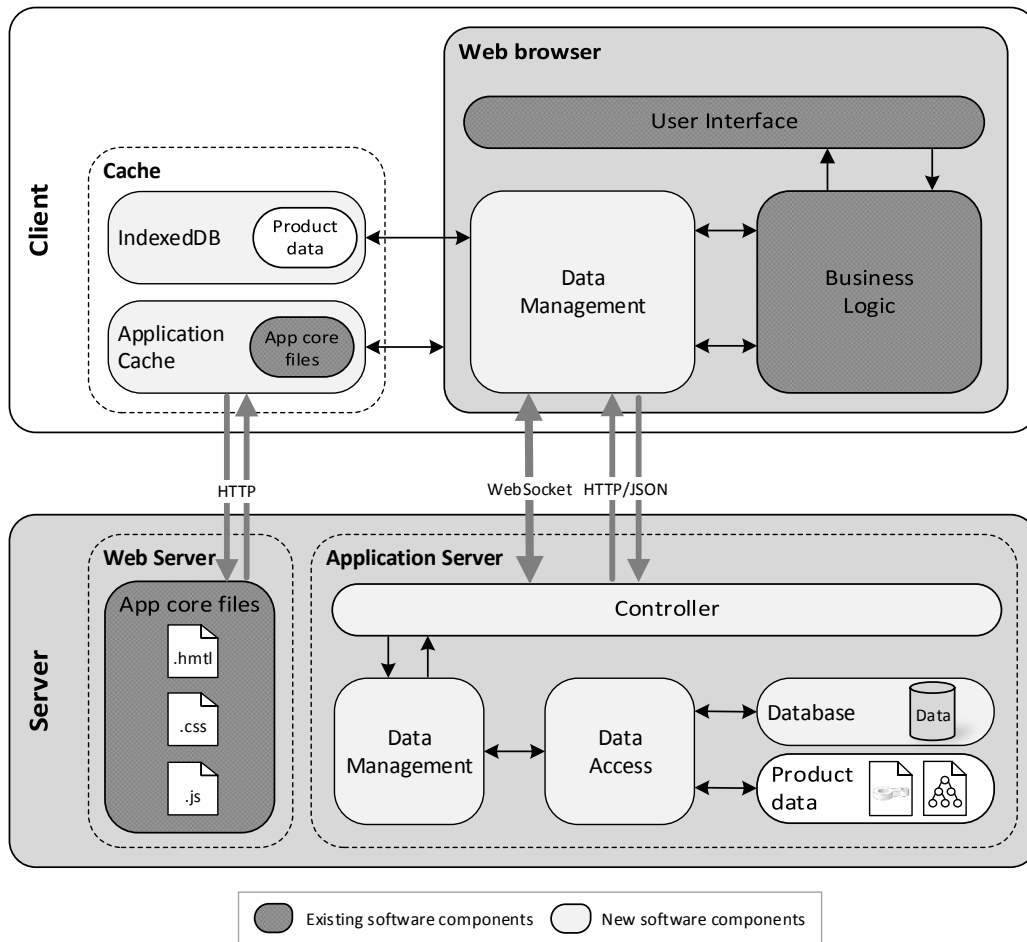 Client
Web browser
User Interface
Cache
IndexedDB
Product
data
Application
Cache
App core
files
Data
Management
Business
Logic
HTTP
WebSocket
HTTP/JSON
Server
Web Server
App core files
.hmtl
.css
.js
Application Server
Controller
Data
Management
Data
Access
Database
Data
Product
data
Existing software components
New software components